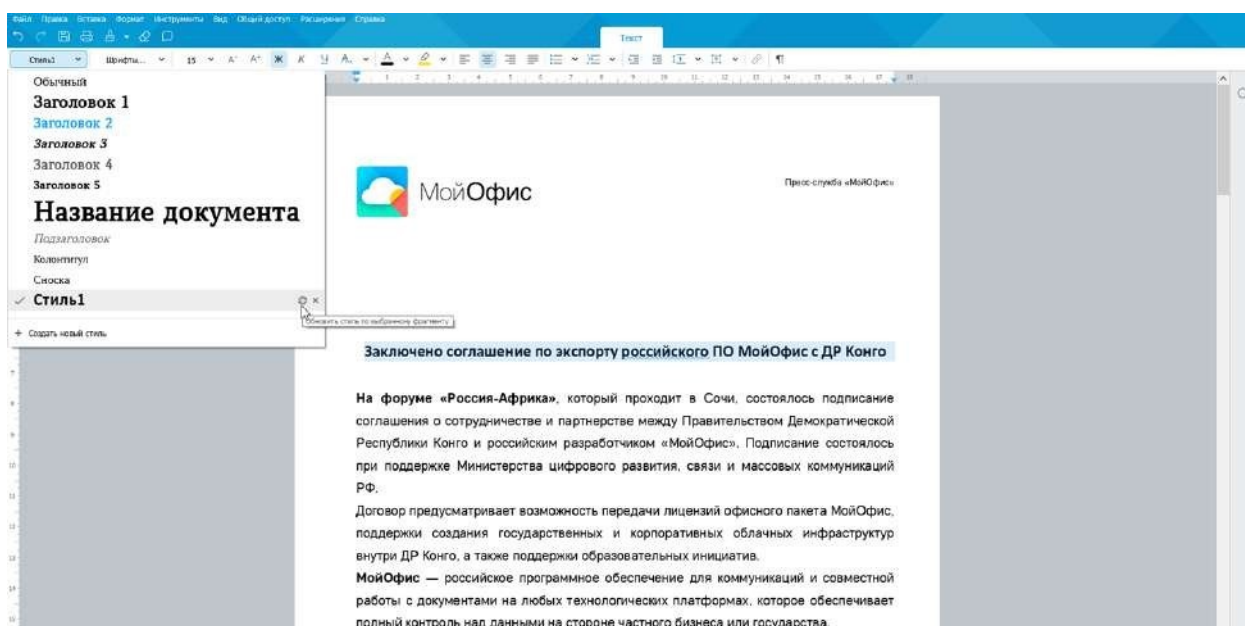 Файл Правка Вставка Формат Инструменты Вид Общий доступ Расширения Справка
Текст
Стиль1 Шрифты... 15 Ж К Ч А
Обычный
Заголовок 1
Заголовок 2
Заголовок 3
Заголовок 4
Заголовок 5
Название документа
Подзаголовок
Колонтитул
Сноска
Стиль1
Обновить стиль по выбранному фрагменту
+ Создать новый стиль
МойОфис
Пресс-служба «МойОфис»
Заключено соглашение по экспорту российского ПО МойОфис с ДР Конго
На форуме «Россия-Африка», который проходит в Сочи, состоялось подписание
соглашения о сотрудничестве и партнерстве между Правительством Демократической
Республики Конго и российским разработчиком «МойОфис». Подписание состоялось
при поддержке Министерства цифрового развития, связи и массовых коммуникаций
РФ.
Договор предусматривает возможность передачи лицензий офисного пакета МойОфис,
поддержки создания государственных и корпоративных облачных инфраструктур
внутри ДР Конго, а также поддержки образовательных инициатив.
МойОфис — российское программное обеспечение для коммуникаций и совместной
работы с документами на любых технологических платформах, которое обеспечивает
полный контроль над данными на стороне частного бизнеса или государства.